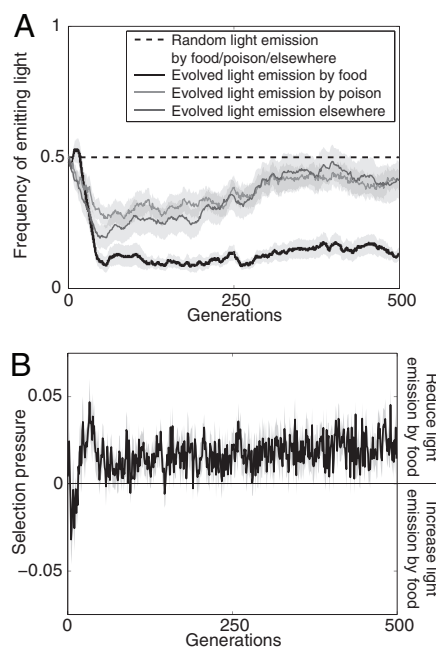 A
Frequency of emitting light
1
0.5
0
Random light emission
by food/poison/elsewhere
Evolved light emission by food
Evolved light emission by poison
Evolved light emission elsewhere
0
250
500
Generations
B
Selection pressure
0.05
0
−0.05
Reduce light
emission by food
Increase light
emission by food
0
250
500
Generations